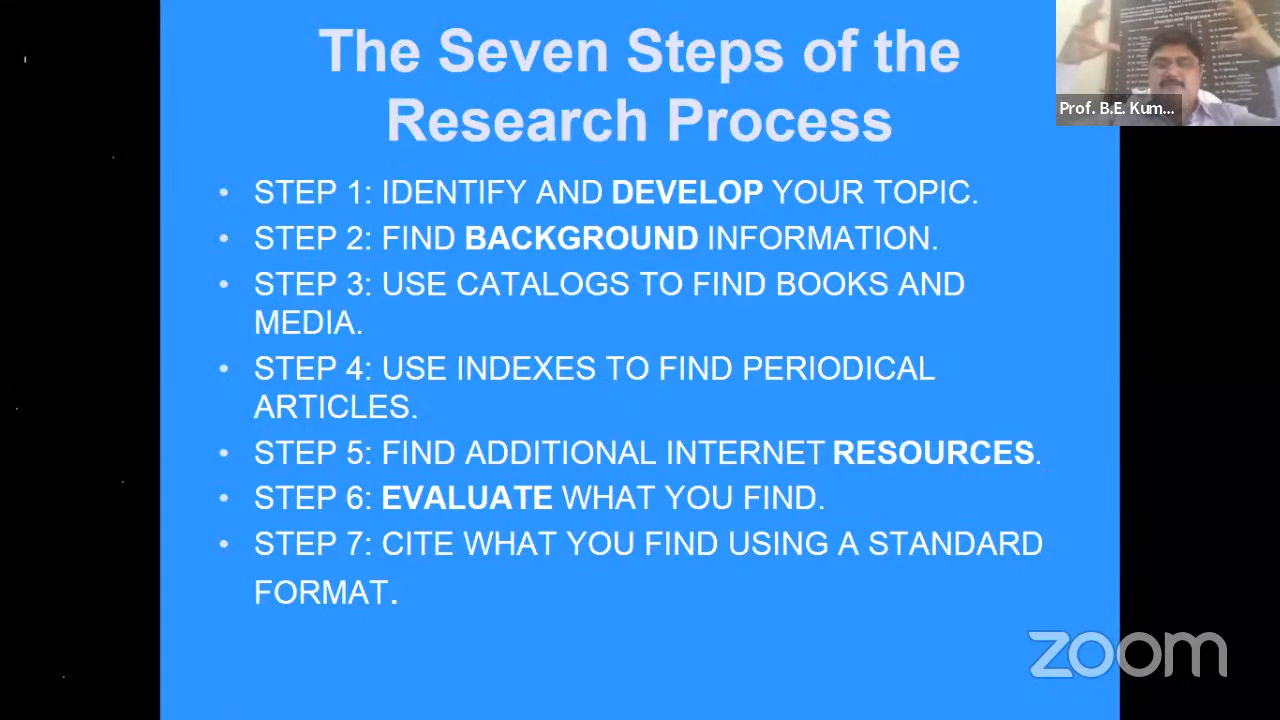 The Seven Steps of the
Research Process
• STEP 1: IDENTIFY AND DEVELOP YOUR TOPIC.
• STEP 2: FIND BACKGROUND INFORMATION.
• STEP 3: USE CATALOGS TO FIND BOOKS AND
MEDIA.
• STEP 4: USE INDEXES TO FIND PERIODICAL
ARTICLES.
• STEP 5: FIND ADDITIONAL INTERNET RESOURCES.
• STEP 6: EVALUATE WHAT YOU FIND.
• STEP 7: CITE WHAT YOU FIND USING A STANDARD
FORMAT.
Prof. B.E. Kum...
zoom